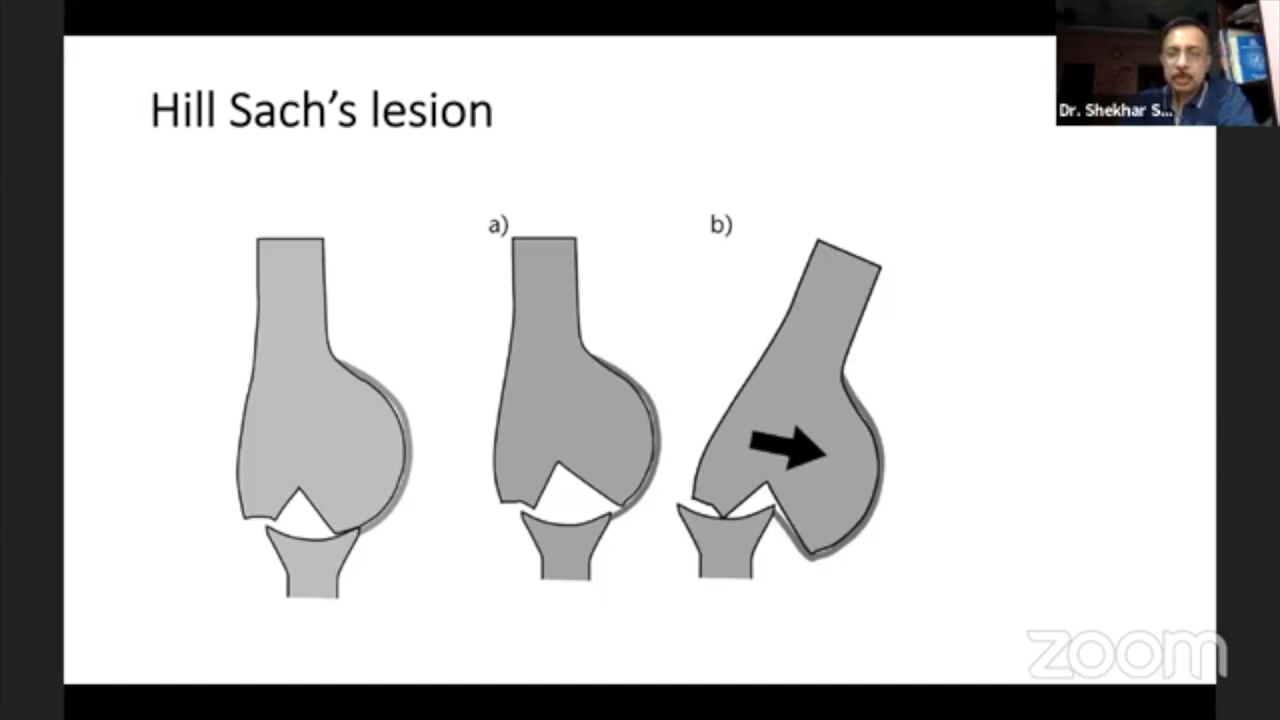 Hill Sach’s lesion
Dr. Shekhar S...
a)
b)
zoom